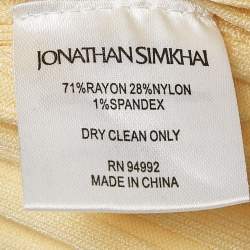 JONATHAN SIMKHAI
71%RAYON 28%NYLON
1%SPANDEX
DRY CLEAN ONLY
RN 94992
MADE IN CHINA